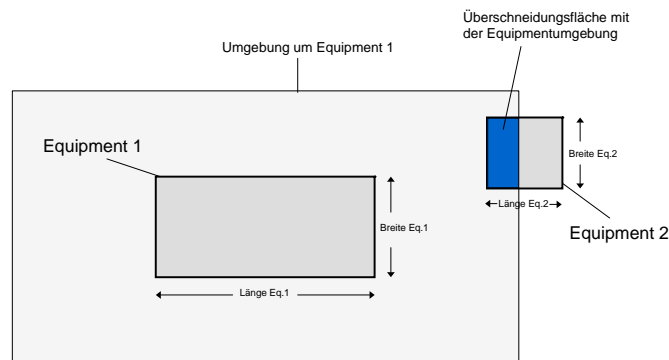 Überschneidungsfläche mit
der Equipmentumgebung
Umgebung um Equipment 1
Equipment 1
Breite Eq.2
Breite Eq.1
Länge Eq.2
Equipment 2
Länge Eq.1